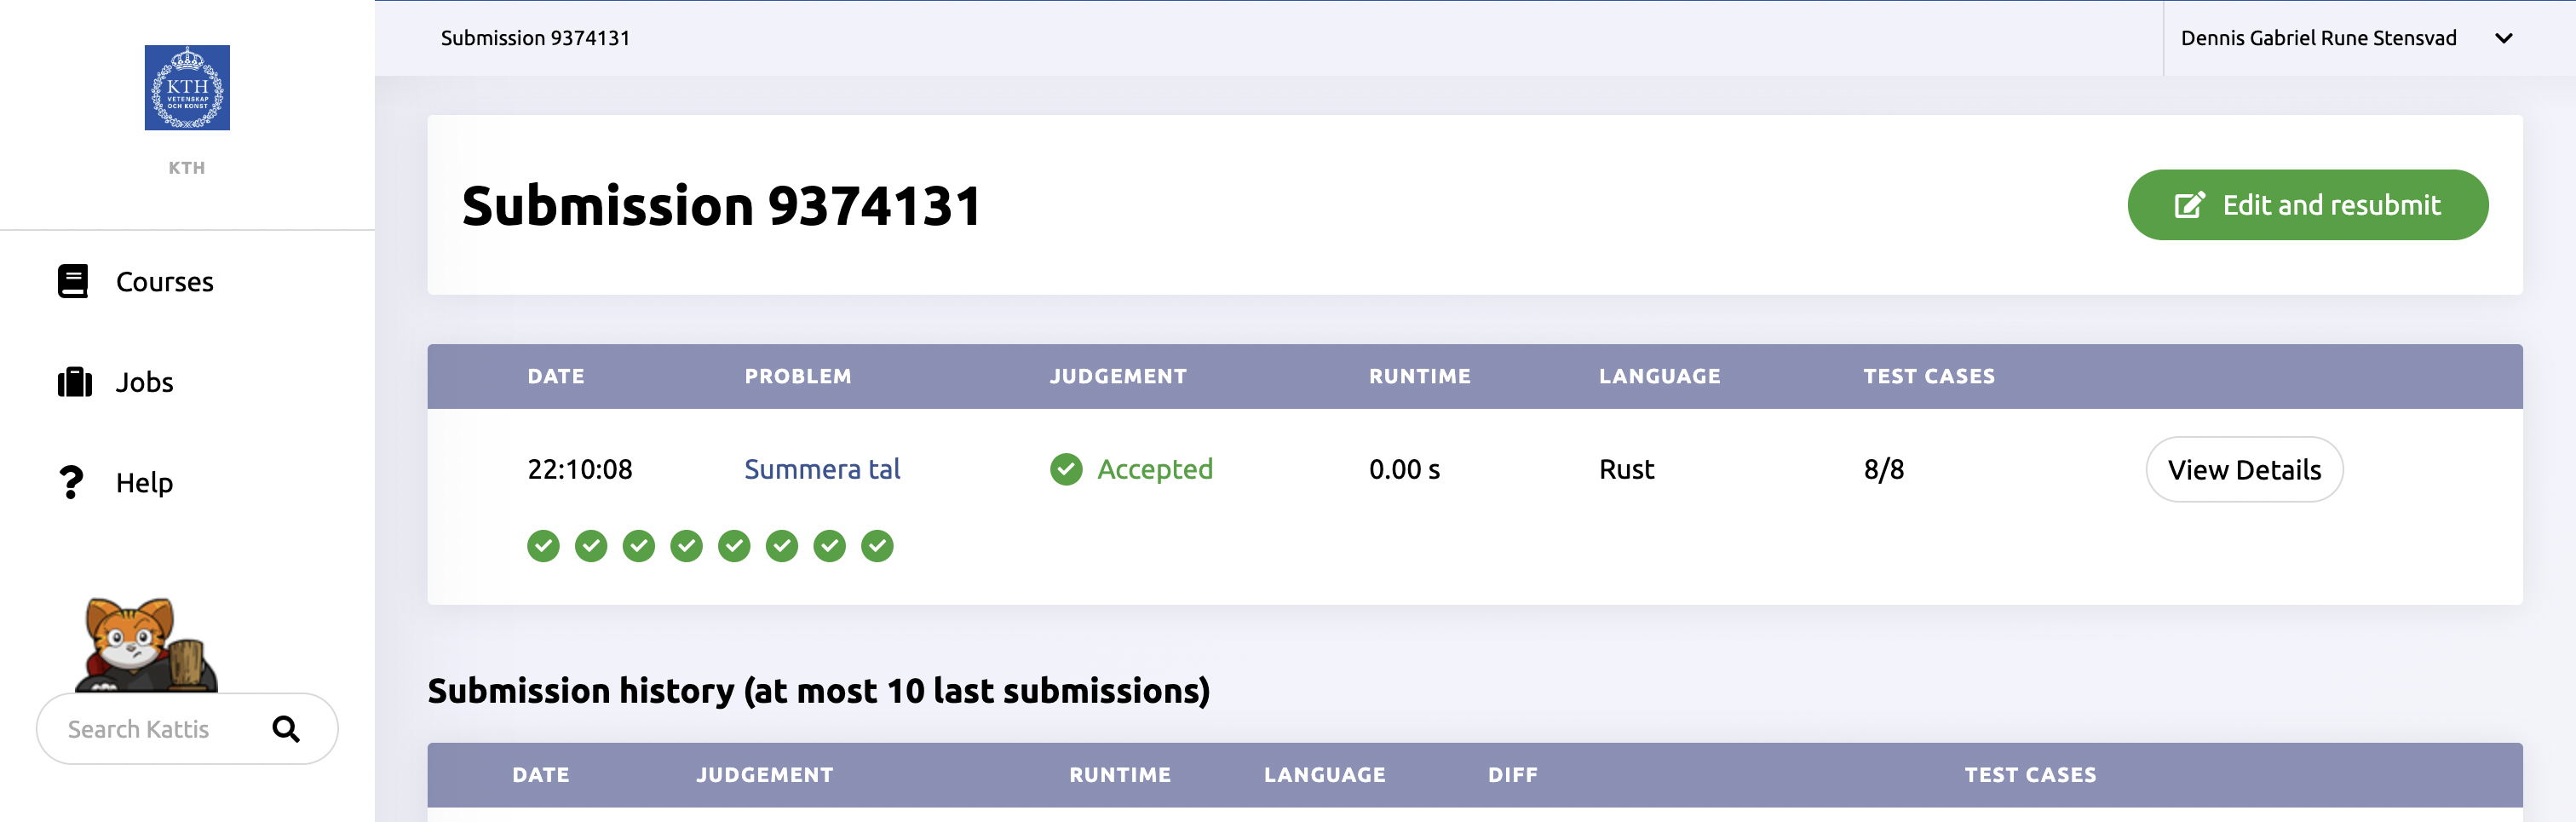 KTH
VETENSKAP
OCH KONST
KTH
Courses
Jobs
Help
Search Kattis
Submission 9374131
Dennis Gabriel Rune Stensvad
Submission 9374131
Edit and resubmit
DATE PROBLEM JUDGEMENT RUNTIME LANGUAGE TEST CASES
22:10:08 Summera tal Accepted 0.00 s Rust 8/8 View Details
Submission history (at most 10 last submissions)
DATE JUDGEMENT RUNTIME LANGUAGE DIFF TEST CASES